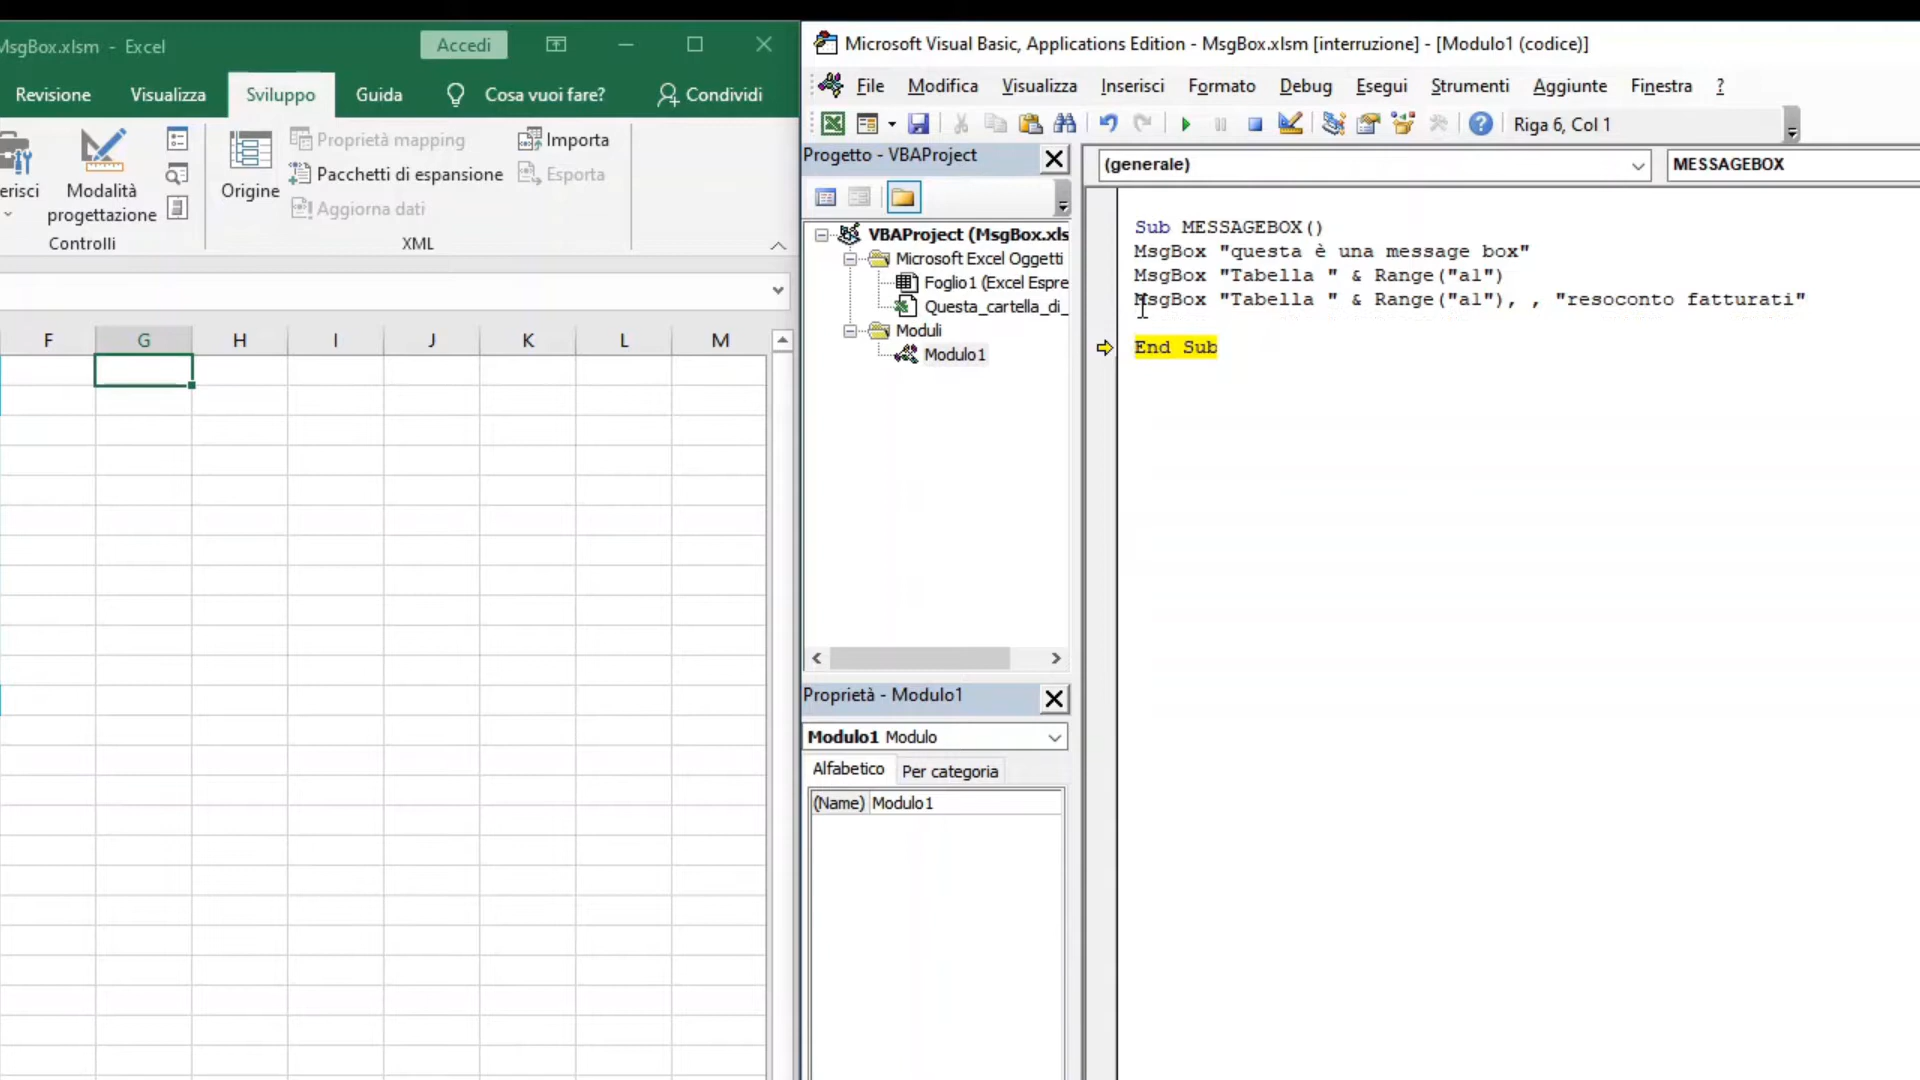 MsgBox.xlsm - Excel
Accedi
Revisione Visualizza Sviluppo Guida Cosa vuoi fare? Condividi
erisci
Modalità progettazione
Controlli
Origine
Proprietà mapping
Pacchetti di espansione
Aggiorna dati
Importa
Esporta
XML
F G H I J K L M
Microsoft Visual Basic, Applications Edition - MsgBox.xlsm [interruzione] - [Modulo1 (codice)]
File Modifica Visualizza Inserisci Formato Debug Esegui Strumenti Aggiunte Finestra ?
Riga 6, Col 1
Progetto - VBAProject
VBAProject (MsgBox.xls
Microsoft Excel Oggetti
Foglio1 (Excel Espre
Questa_cartella_di_
Moduli
Modulo1
Proprietà - Modulo1
Modulo1 Modulo
Alfabetico Per categoria
(Name) Modulo1
(generale) MESSAGEBOX
Sub MESSAGEBOX()
MsgBox "questa è una message box"
MsgBox "Tabella " & Range("a1")
MsgBox "Tabella " & Range("a1"), , "resoconto fatturati"
End Sub